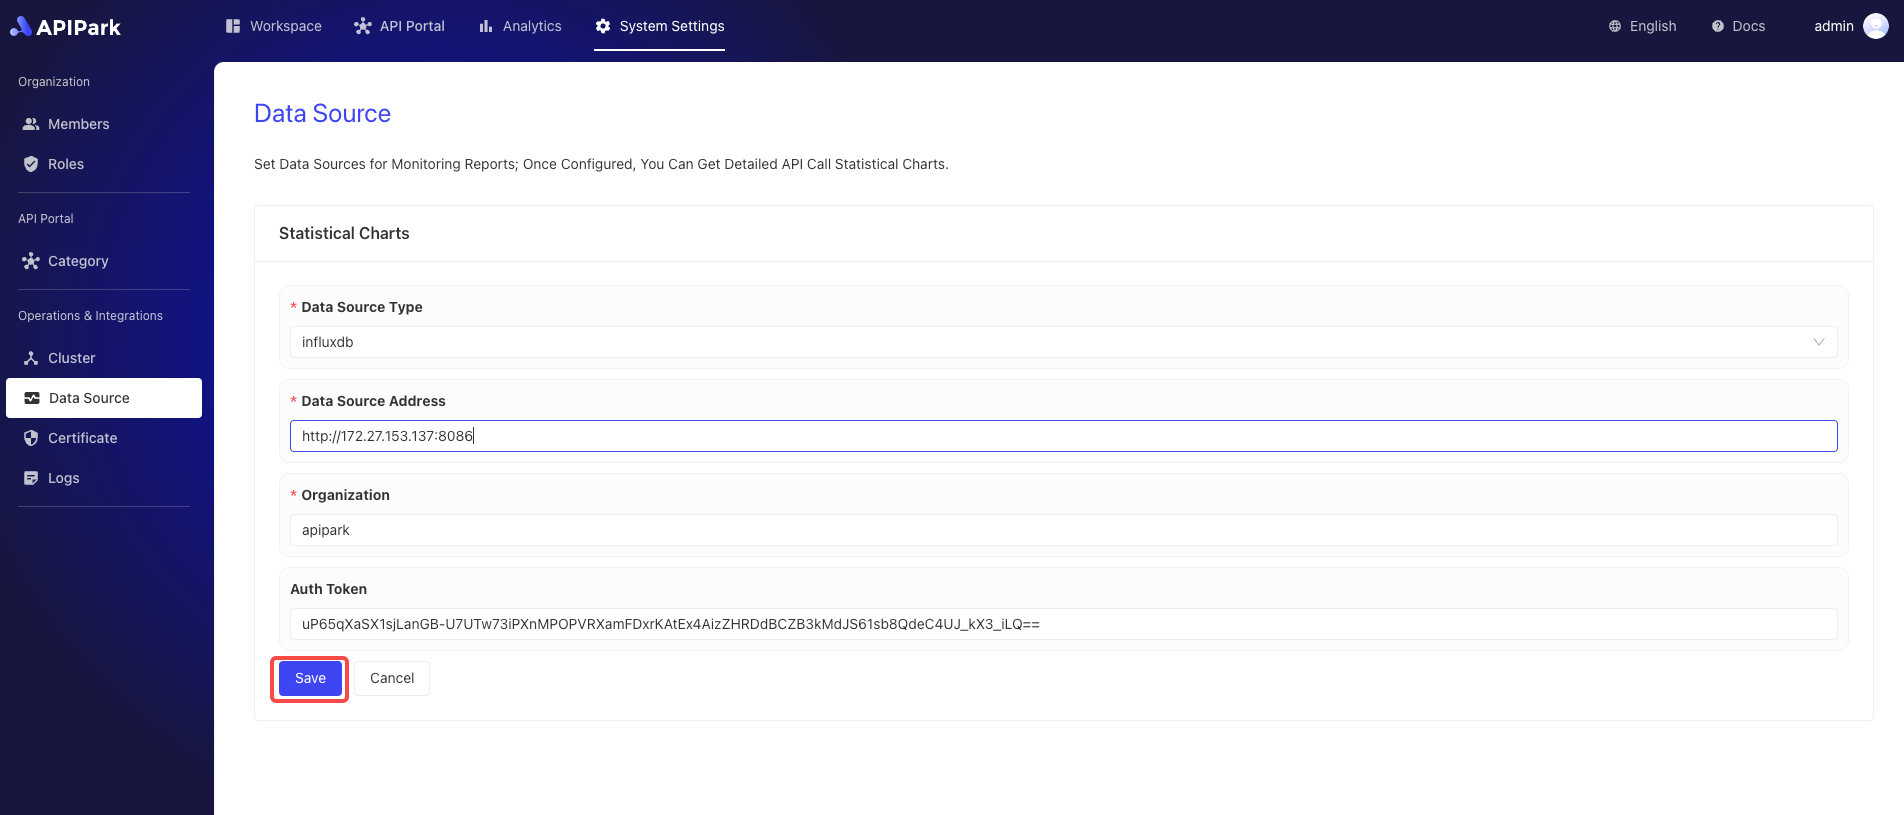 APIPark
Workspace
API Portal
Analytics
System Settings
English
Docs
admin
Organization
Members
Roles
API Portal
Category
Operations & Integrations
Cluster
Data Source
Certificate
Logs
Data Source
Set Data Sources for Monitoring Reports; Once Configured, You Can Get Detailed API Call Statistical Charts.
Statistical Charts
* Data Source Type
influxdb
* Data Source Address
http://172.27.153.137:8086
* Organization
apipark
Auth Token
uP65qXaSX1sjLanGB-U7UTw73iPXnMPOPVRXamFDxrKAtEx4AizZHRDdBCZB3kMdJS61sb8QdeC4UJ_kX3_iLQ==
Save
Cancel